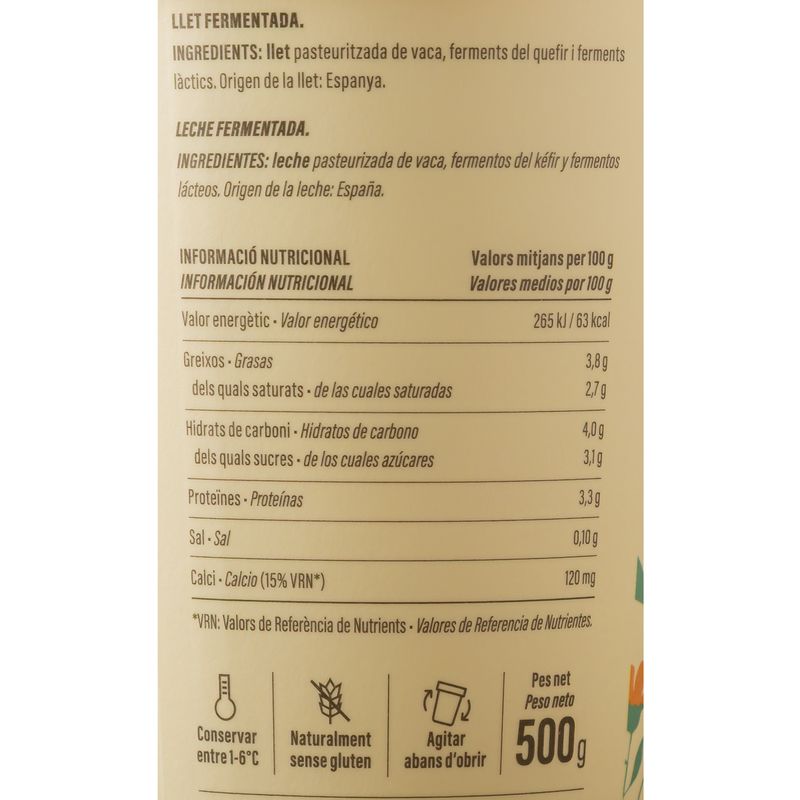 LLET FERMENTADA.
INGREDIENTS: llet pasteuritzada de vaca, ferments del quefir i ferments
làctics. Origen de la llet: Espanya.
LECHE FERMENTADA.
INGREDIENTES: leche pasteurizada de vaca, fermentos del kéfir y fermentos
lácteos. Origen de la leche: España.
INFORMACIÓ NUTRICIONAL Valors mitjans per 100 g
INFORMACIÓN NUTRICIONAL Valores medios por 100 g
Valor energètic · Valor energético 265 kJ / 63 kcal
Greixos · Grasas 3,8 g
dels quals saturats · de las cuales saturadas 2,7 g
Hidrats de carboni · Hidratos de carbono 4,0 g
dels quals sucres · de los cuales azúcares 3,1 g
Proteïnes · Proteínas 3,3 g
Sal · Sal 0,10 g
Calci · Calcio (15% VRN*) 120 mg
*VRN: Valors de Referència de Nutrients · Valores de Referencia de Nutrientes.
Conservar
entre 1-6°C
Naturalment
sense gluten
Agitar
abans d'obrir
Pes net
Peso neto
500g